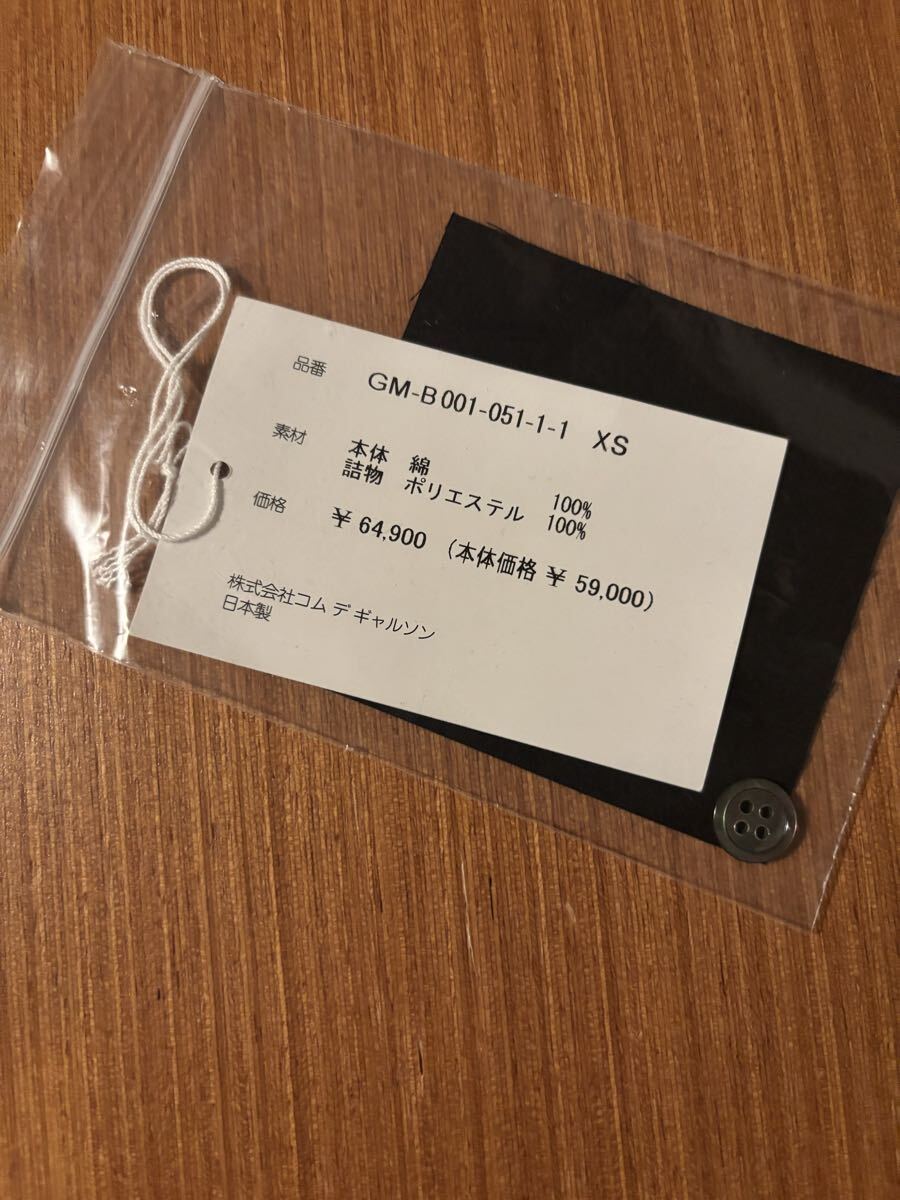 品番 GM-B001-051-1-1 XS
素材 本体 綿 100%
詰物 ポリエステル 100%
価格 ¥ 64,900 (本体価格 ¥ 59,000)
株式会社コム デ ギャルソン
日本製